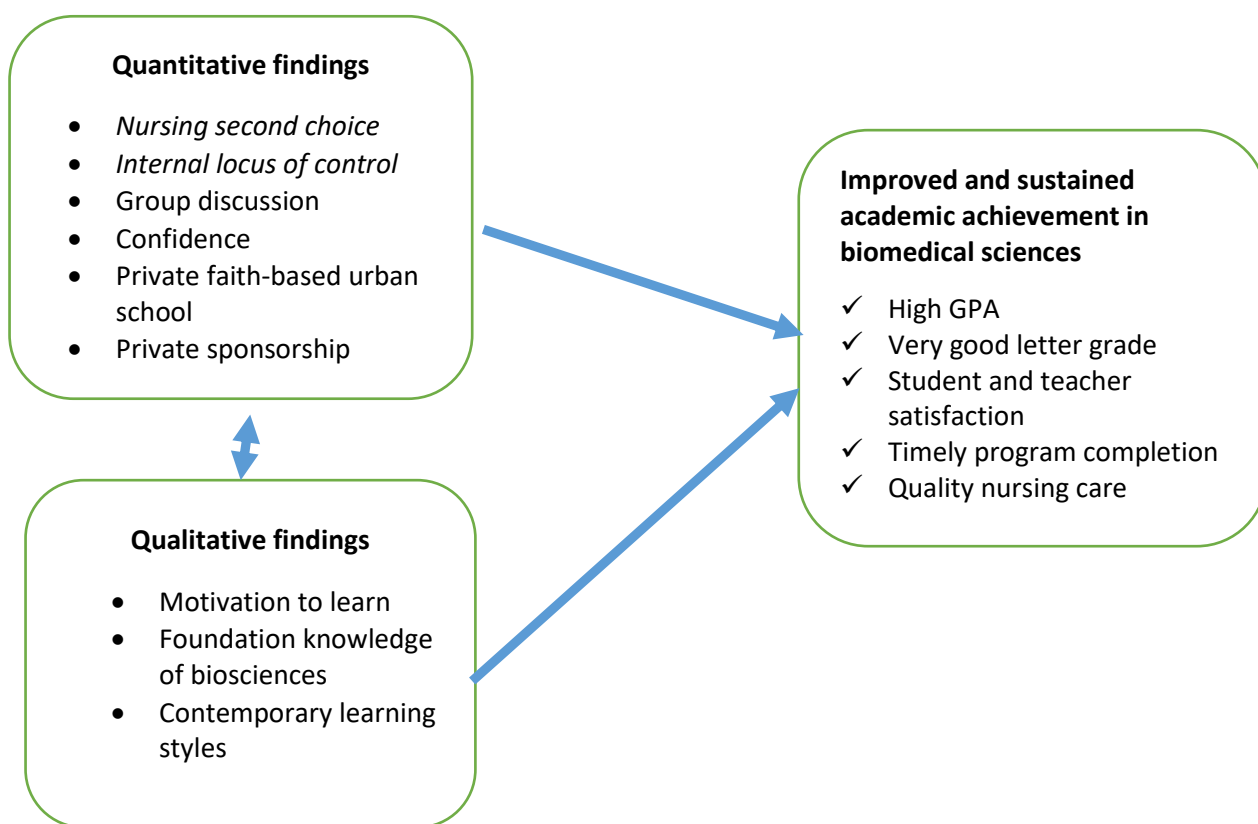 Quantitative findings
• Nursing second choice
• Internal locus of control
• Group discussion
• Confidence
• Private faith-based urban
school
• Private sponsorship
Improved and sustained
academic achievement in
biomedical sciences
✓ High GPA
✓ Very good letter grade
✓ Student and teacher
satisfaction
✓ Timely program completion
✓ Quality nursing care
Qualitative findings
• Motivation to learn
• Foundation knowledge
of biosciences
• Contemporary learning
styles